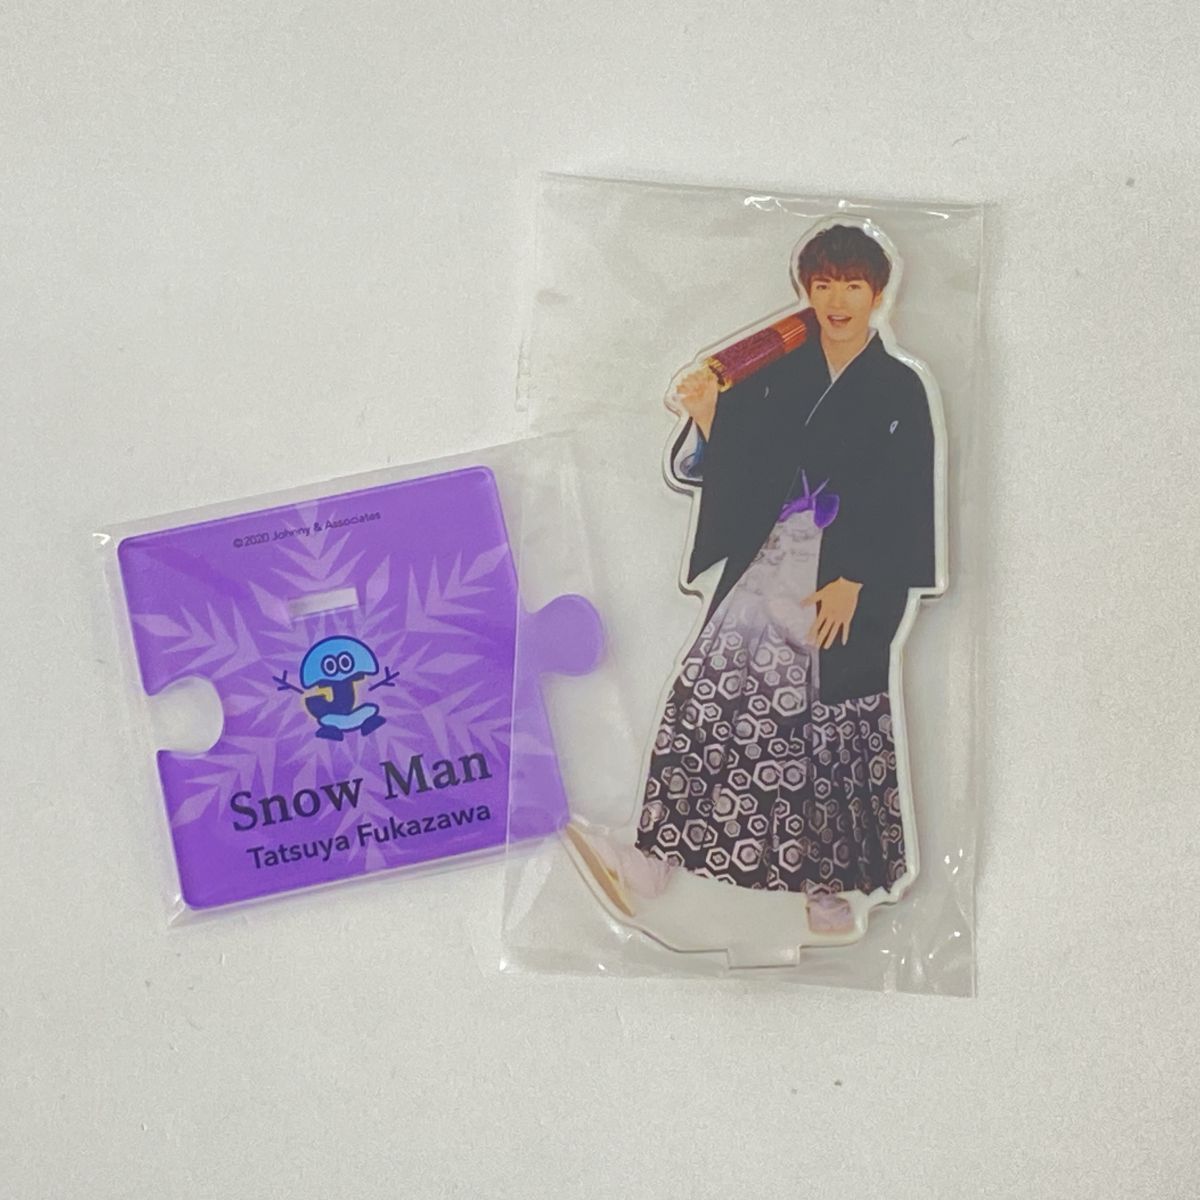 ©2020 Johnny & Associates
J
Snow Man
Tatsuya Fukazawa